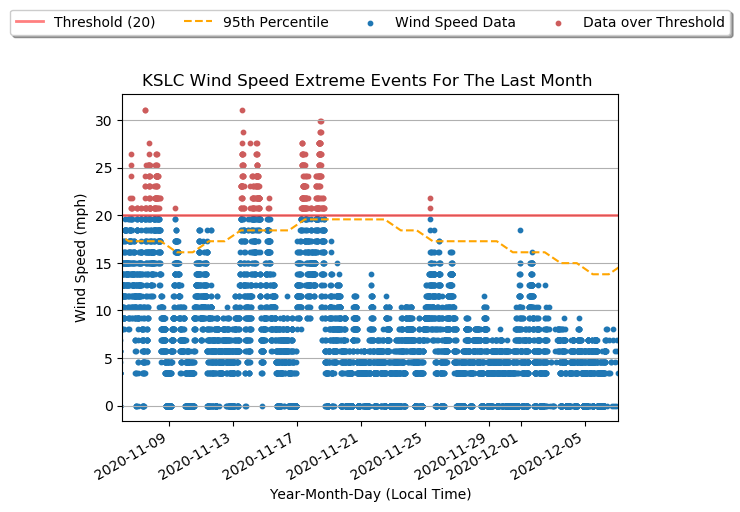 Threshold (20) 95th Percentile Wind Speed Data Data over Threshold
KSLC Wind Speed Extreme Events For The Last Month
Wind Speed (mph)
30
25
20
15
10
5
0
2020-11-09 2020-11-13 2020-11-17 2020-11-21 2020-11-25 2020-11-29 2020-12-01 2020-12-05
Year-Month-Day (Local Time)